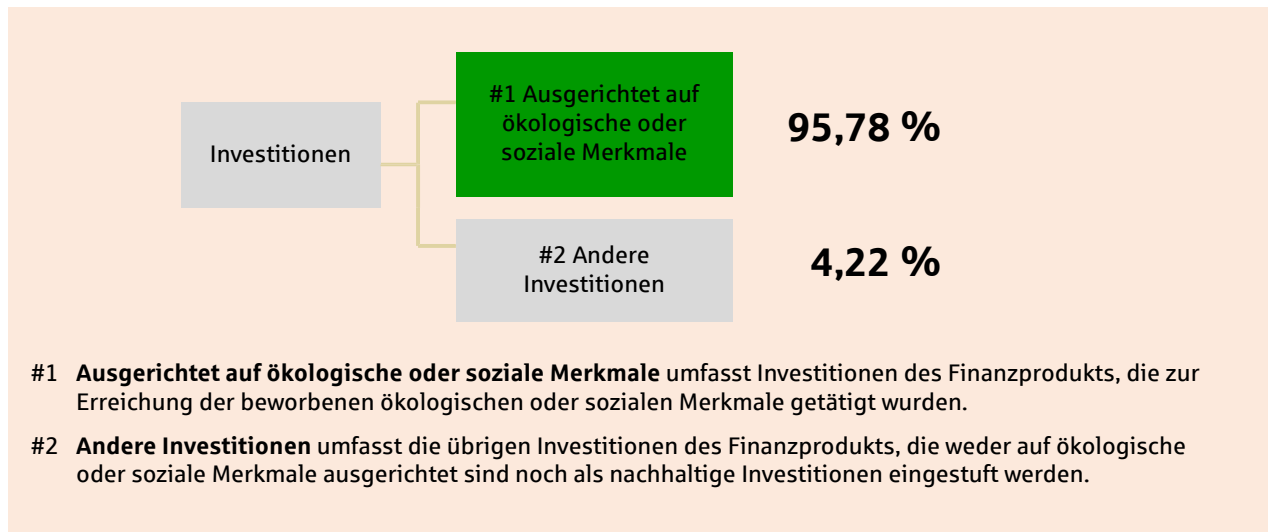 #1 Ausgerichtet auf
ökologische oder
soziale Merkmale
95,78 %
Investitionen
#2 Andere
Investitionen
4,22 %
#1 Ausgerichtet auf ökologische oder soziale Merkmale umfasst Investitionen des Finanzprodukts, die zur
Erreichung der beworbenen ökologischen oder sozialen Merkmale getätigt wurden.
#2 Andere Investitionen umfasst die übrigen Investitionen des Finanzprodukts, die weder auf ökologische
oder soziale Merkmale ausgerichtet sind noch als nachhaltige Investitionen eingestuft werden.